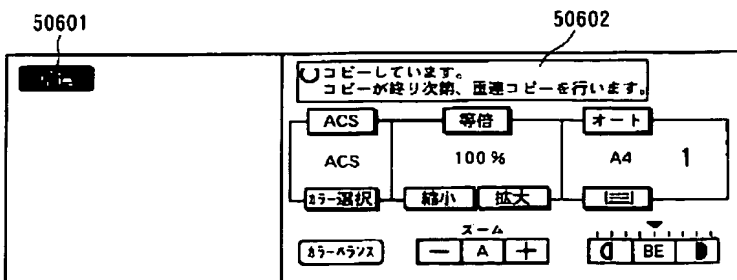 50601
50602
コピーしています。
コピーが終り次第、重連コピーを行います。
ACS 等倍 オート
ACS 100% A4 1
カラー選択 縮小 拡大
ズーム
カラーバランス − A + BE